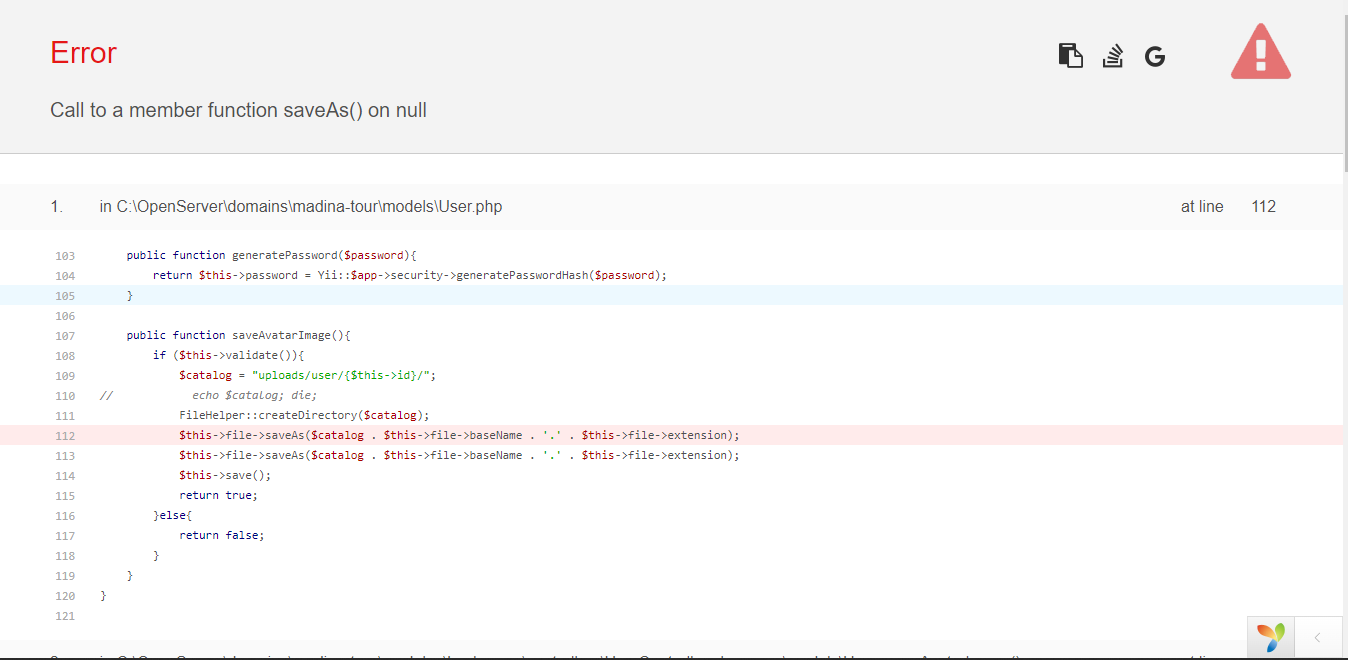 Error
Call to a member function saveAs() on null
1. in C:\OpenServer\domains\madina-tour\models\User.php at line 112
103 public function generatePassword($password){
104 return $this->password = Yii::$app->security->generatePasswordHash($password);
105 }
106
107 public function saveAvatarImage(){
108 if ($this->validate()){
109 $catalog = "uploads/user/{$this->id}/";
110 // echo $catalog; die;
111 FileHelper::createDirectory($catalog);
112 $this->file->saveAs($catalog . $this->file->baseName . '.' . $this->file->extension);
113 $this->file->saveAs($catalog . $this->file->baseName . '.' . $this->file->extension);
114 $this->save();
115 return true;
116 }else{
117 return false;
118 }
119 }
120 }
121